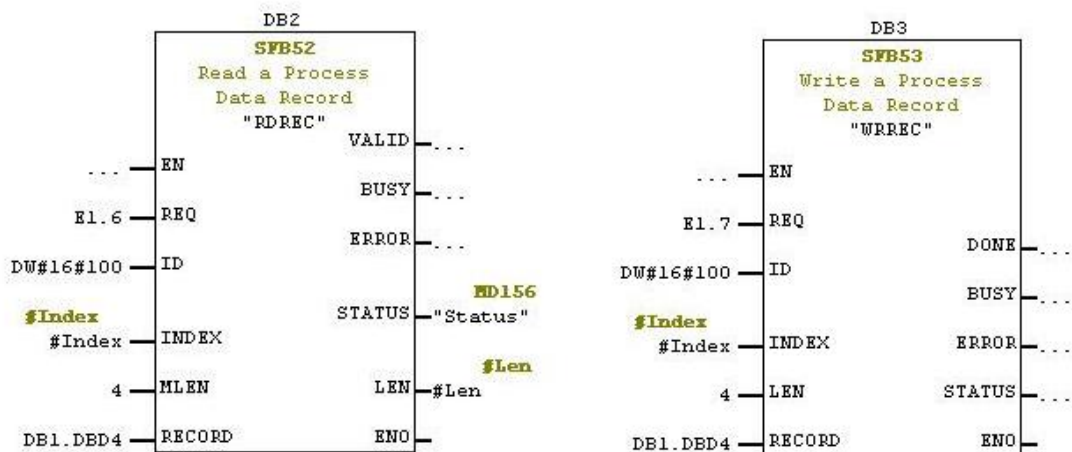 DB2
SFB52
Read a Process
Data Record
"RDREC"
VALID ...
... EN
BUSY ...
E1.6 REQ
ERROR ...
DW#16#100 ID
MD156
STATUS "Status"
#Index
#Index INDEX
#Len
4 MLEN LEN #Len
DB1.DBD4 RECORD ENO
DB3
SFB53
Write a Process
Data Record
"WRREC"
... EN
E1.7 REQ
DONE ...
DW#16#100 ID
BUSY ...
#Index
#Index INDEX ERROR ...
4 LEN STATUS ...
DB1.DBD4 RECORD ENO